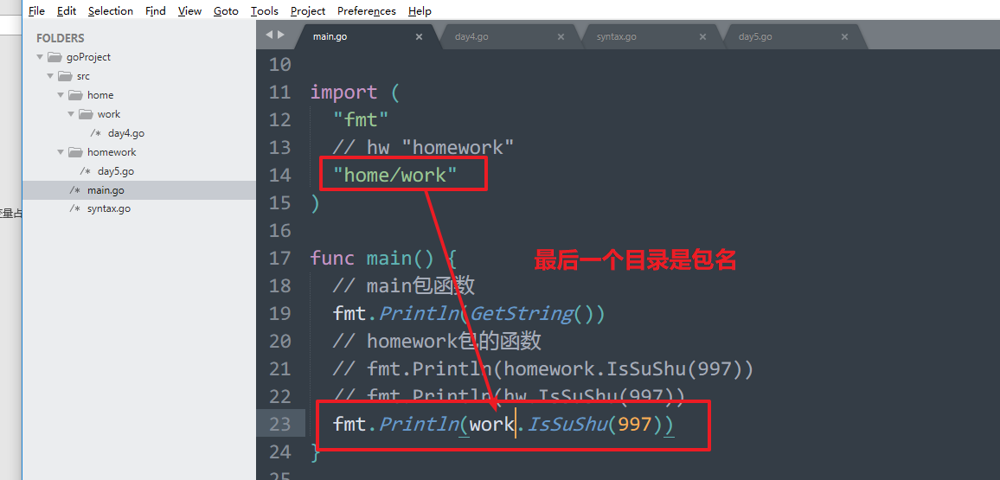 File Edit Selection Find View Goto Tools Project Preferences Help
FOLDERS
goProject
src
home
work
/* day4.go
homework
/* day5.go
/* main.go
/* syntax.go
变量占
main.go × day4.go × syntax.go × day5.go ×
10
11 import (
12 "fmt"
13 // hw "homework"
14 "home/work"
15 )
16
17 func main() {
最后一个目录是包名
18 // main包函数
19 fmt.Println(GetString())
20 // homework包的函数
21 // fmt.Println(homework.IsSuShu(997))
22 // fmt.Println(hw.IsSuShu(997))
23 fmt.Println(work.IsSuShu(997))
24 }
25